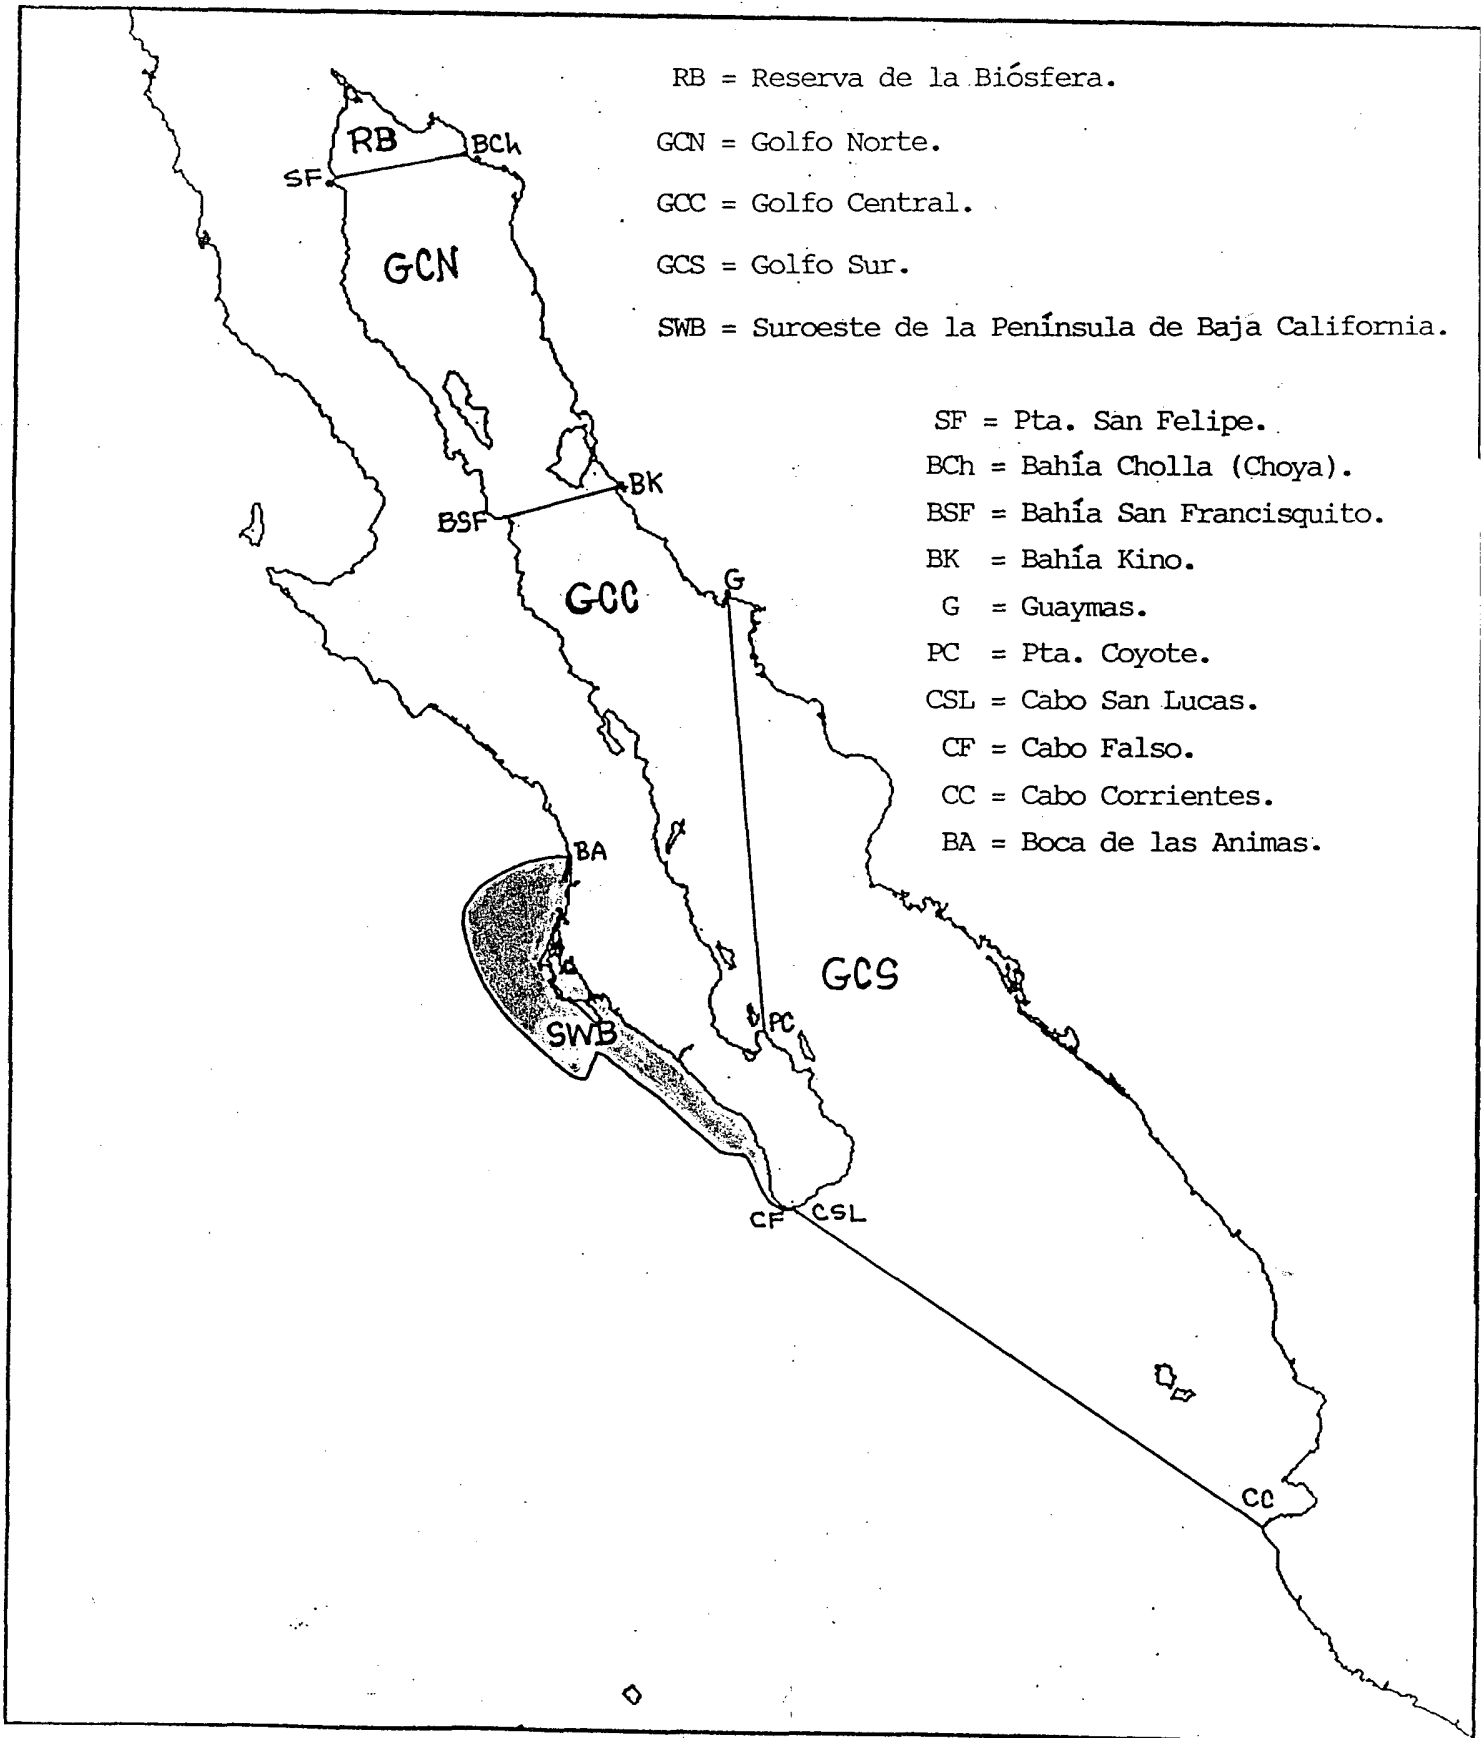 RB = Reserva de la Biósfera.
GCN = Golfo Norte.
GCC = Golfo Central.
GCS = Golfo Sur.
SWB = Suroeste de la Península de Baja California.
SF = Pta. San Felipe.
BCh = Bahía Cholla (Choya).
BSF = Bahía San Francisquito.
BK = Bahía Kino.
G = Guaymas.
PC = Pta. Coyote.
CSL = Cabo San Lucas.
CF = Cabo Falso.
CC = Cabo Corrientes.
BA = Boca de las Animas.
RB
BCh
SF
GCN
BK
BSF
G
GCC
BA
GCS
PC
SWB
CF
CSL
CC